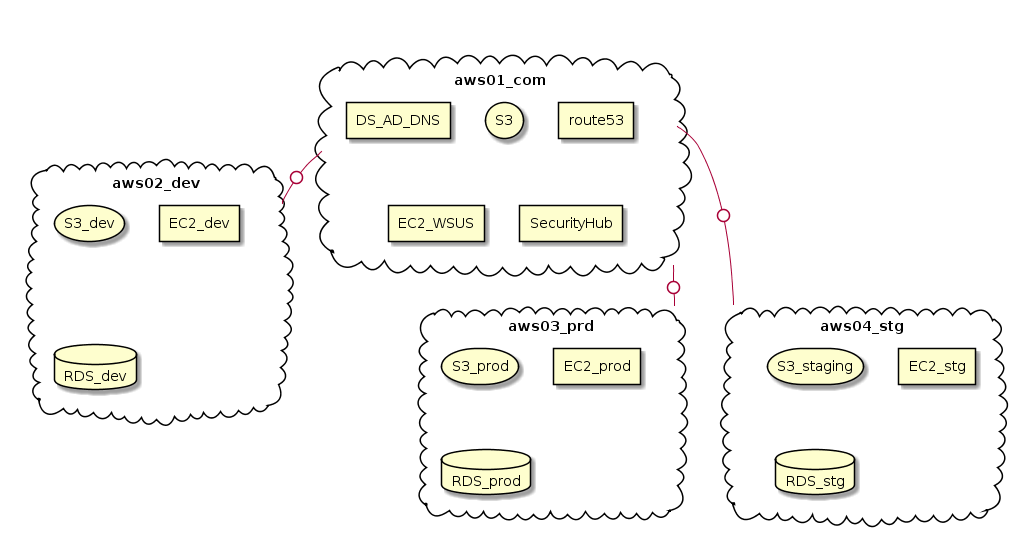 aws01_com
DS_AD_DNS
S3
route53
EC2_WSUS
SecurityHub
aws02_dev
S3_dev
EC2_dev
RDS_dev
aws03_prd
S3_prod
EC2_prod
RDS_prod
aws04_stg
S3_staging
EC2_stg
RDS_stg